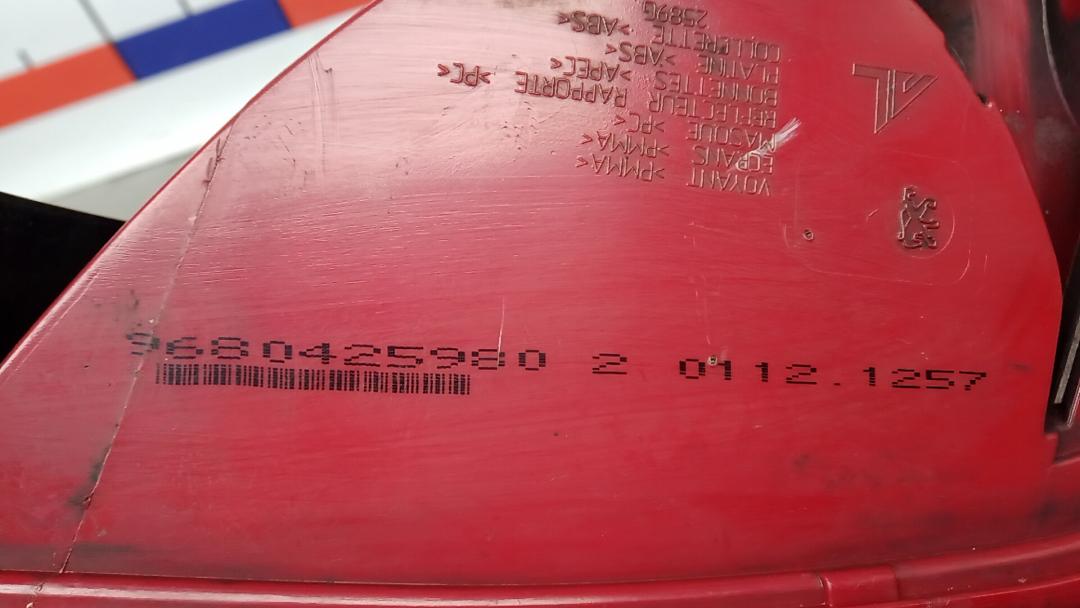 VOYANT >PMMA<
ECRANS >PMMA<
MASQUE >PC<
REFLECTEUR RAPPORTE >PC<
BONNETTES >APEC<
PLATINE >ABS<
COLLERETTE >ABS<
2589G
9680425980 2 0112.1257